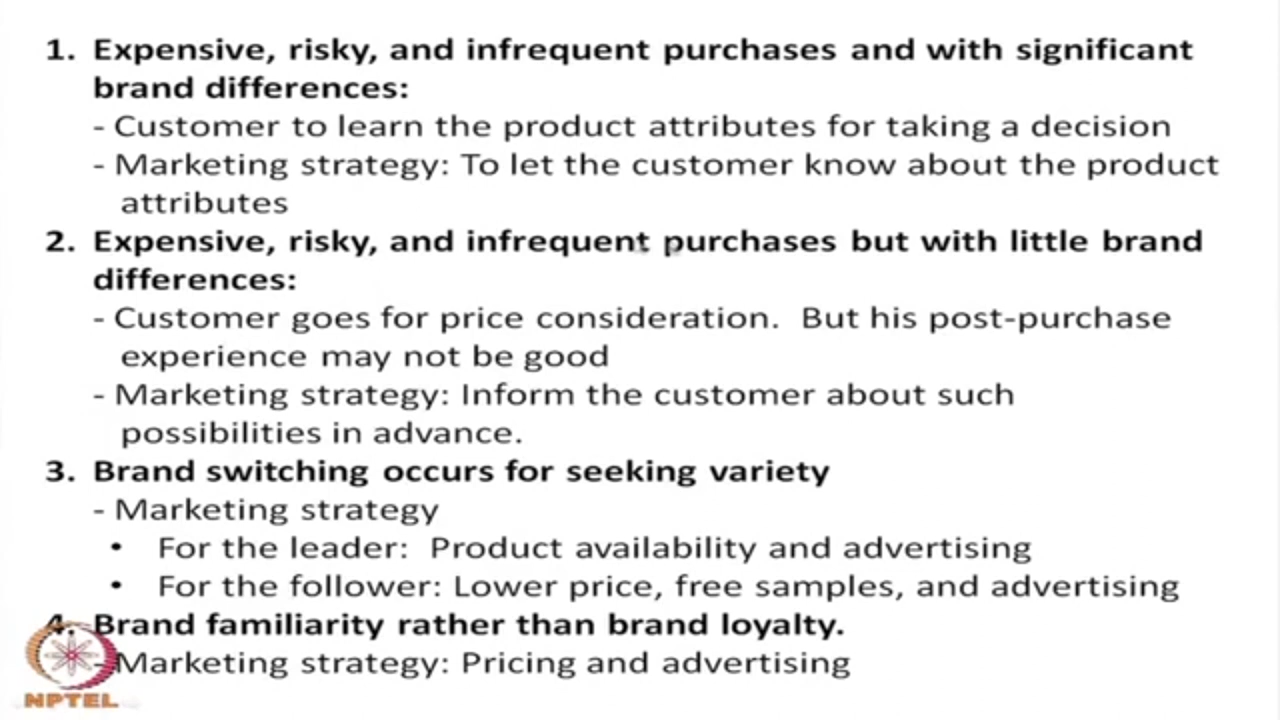 1. Expensive, risky, and infrequent purchases and with significant
brand differences:
- Customer to learn the product attributes for taking a decision
- Marketing strategy: To let the customer know about the product
attributes
2. Expensive, risky, and infrequent purchases but with little brand
differences:
- Customer goes for price consideration. But his post-purchase
experience may not be good
- Marketing strategy: Inform the customer about such
possibilities in advance.
3. Brand switching occurs for seeking variety
- Marketing strategy
• For the leader: Product availability and advertising
• For the follower: Lower price, free samples, and advertising
4. Brand familiarity rather than brand loyalty.
- Marketing strategy: Pricing and advertising
NPTEL